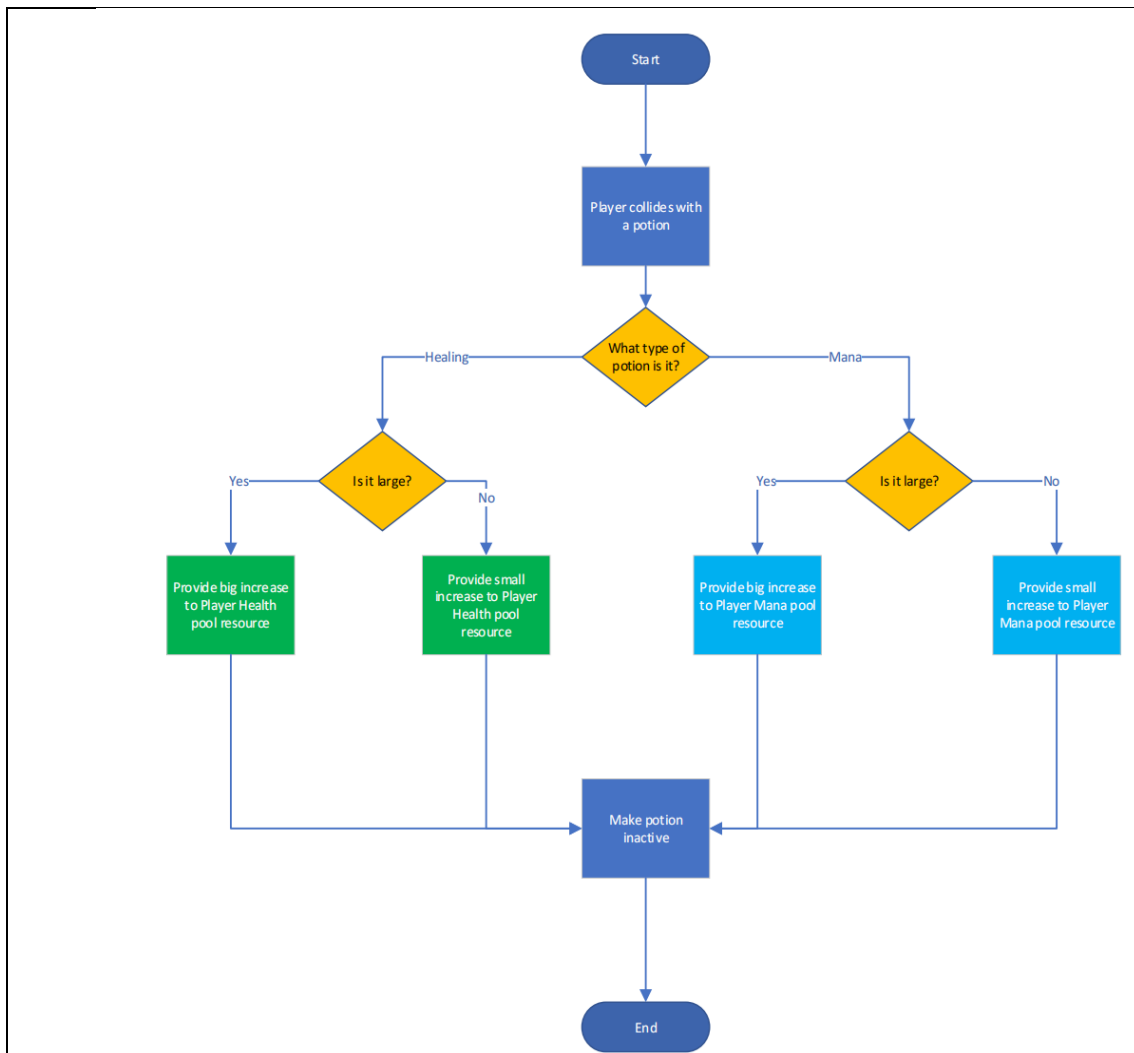 Start
Player collides with
a potion
What type of
potion is it?
Healing
Mana
Is it large?
Yes
No
Is it large?
Yes
No
Provide big increase
to Player Health
pool resource
Provide small
increase to Player
Health pool
resource
Provide big increase
to Player Mana pool
resource
Provide small
increase to Player
Mana pool resource
Make potion
inactive
End